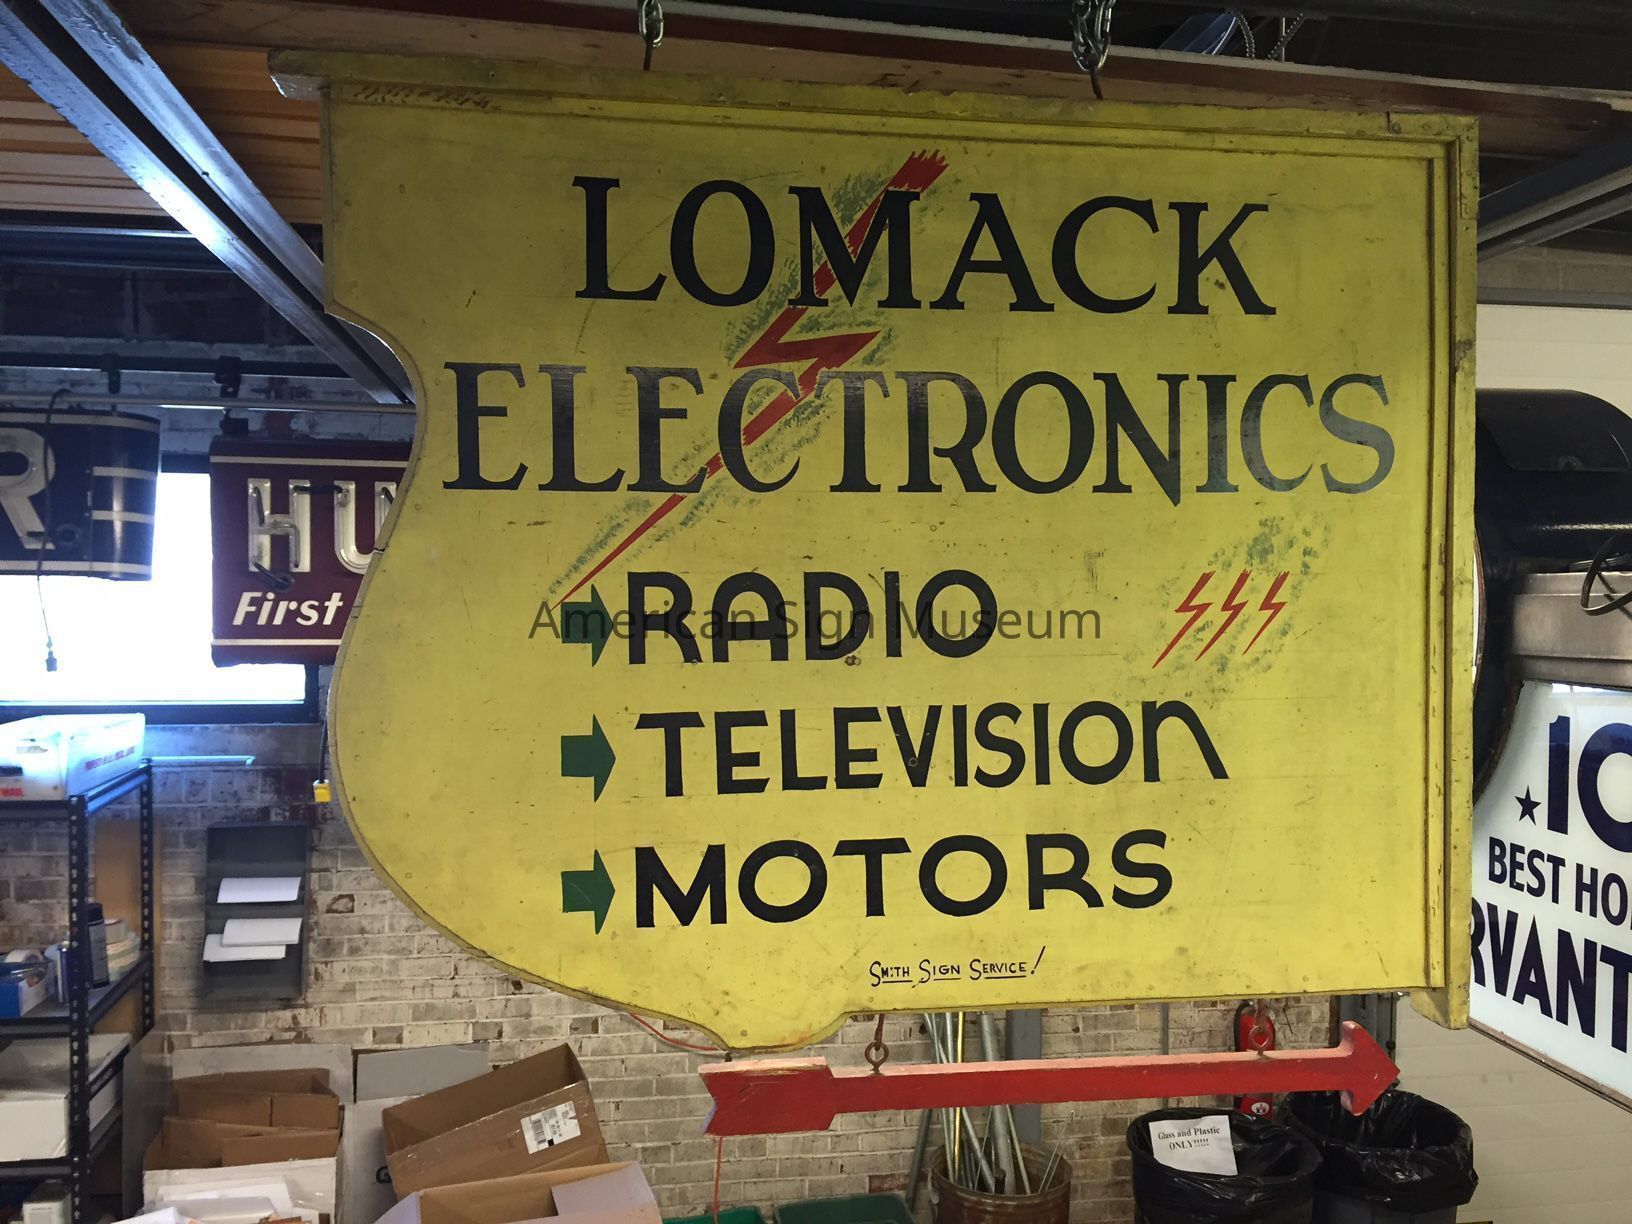 LOMACK
ELECTRONICS
RADIO
TELEVISION
MOTORS
SMITH SIGN SERVICE!
American Sign Museum
R
HU
First
10
BEST HO
RVANT
Glass and Plastic
ONLY!!!!!